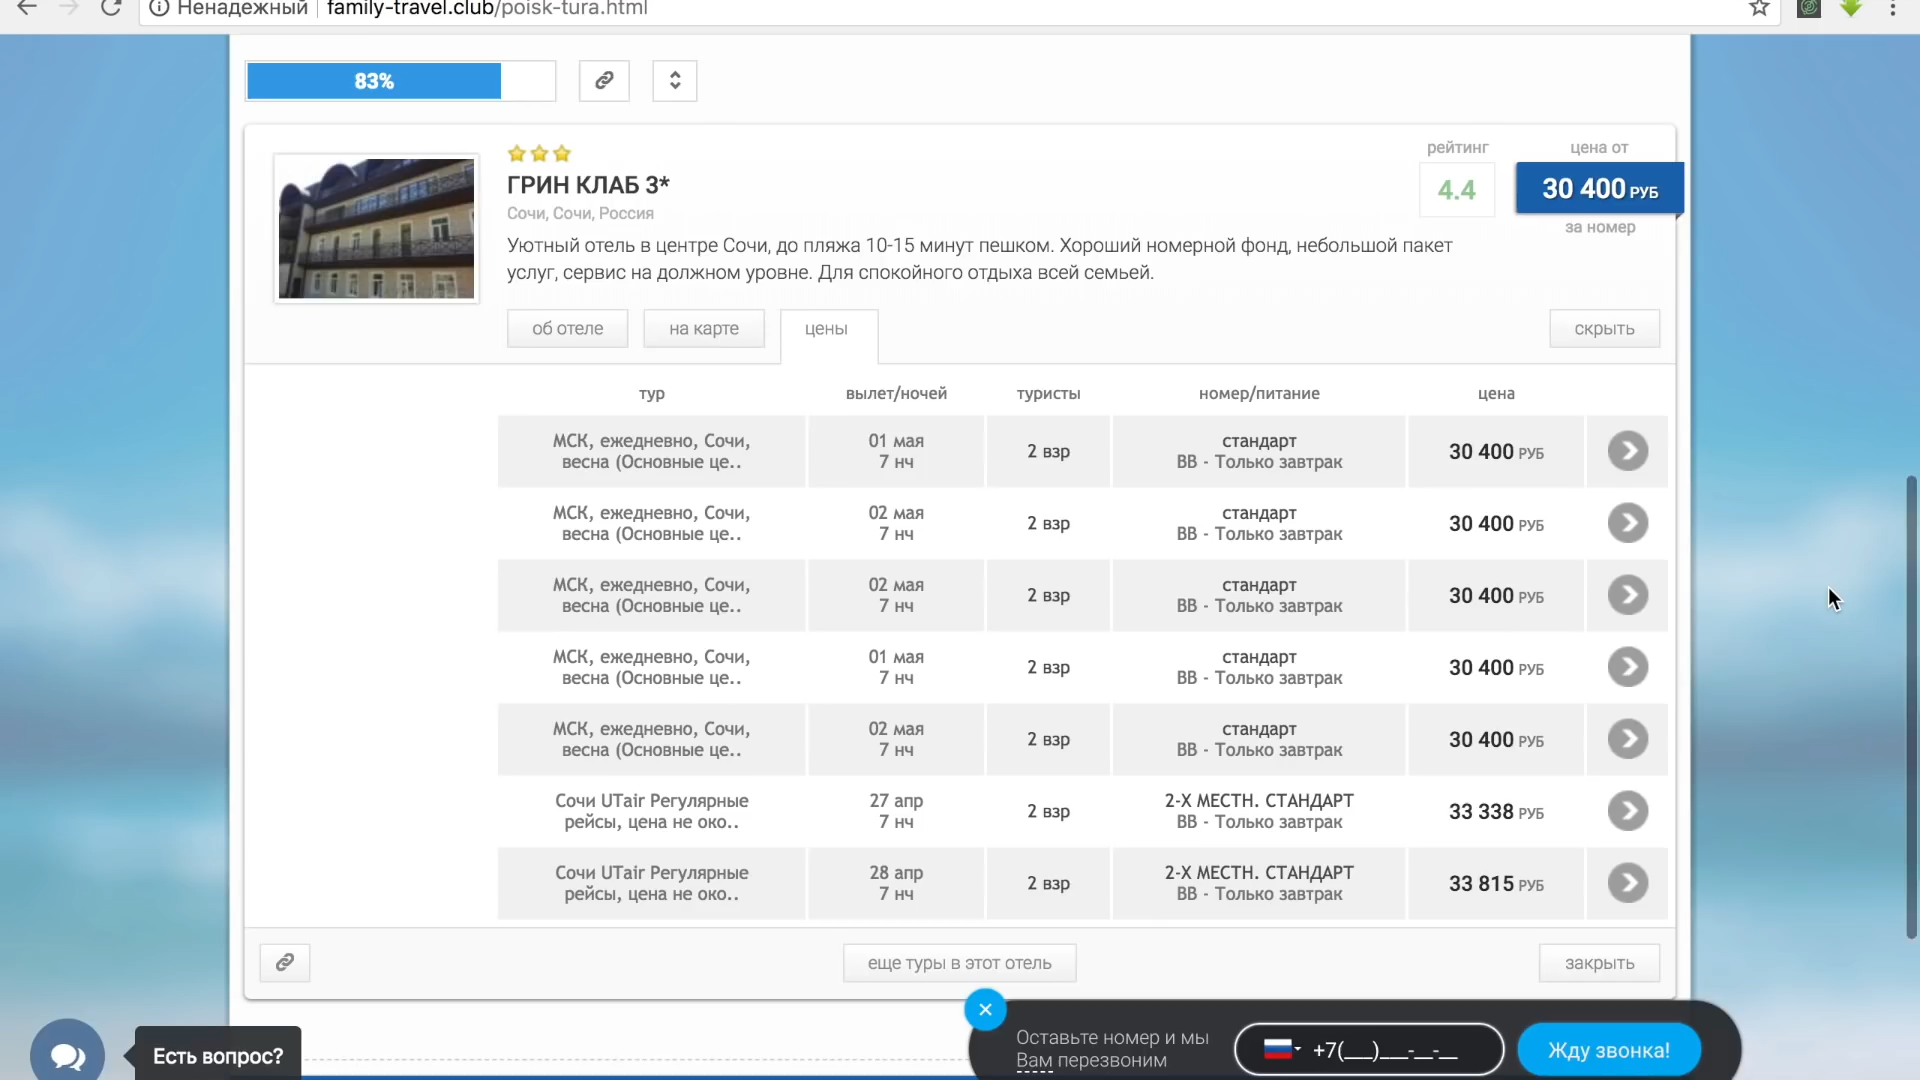 Ненадежный family-travel.club/poisk-tura.html
83%
рейтинг
цена от
ГРИН КЛАБ 3*
4.4
30 400 РУБ
Сочи, Сочи, Россия
за номер
Уютный отель в центре Сочи, до пляжа 10-15 минут пешком. Хороший номерной фонд, небольшой пакет
услуг, сервис на должном уровне. Для спокойного отдыха всей семьей.
об отеле на карте цены скрыть
тур вылет/ночей туристы номер/питание цена
МСК, ежедневно, Сочи, 01 мая стандарт
2 взр 30 400 РУБ
весна (Основные це.. 7 нч BB - Только завтрак
МСК, ежедневно, Сочи, 02 мая стандарт
2 взр 30 400 РУБ
весна (Основные це.. 7 нч BB - Только завтрак
МСК, ежедневно, Сочи, 02 мая стандарт
2 взр 30 400 РУБ
весна (Основные це.. 7 нч BB - Только завтрак
МСК, ежедневно, Сочи, 01 мая стандарт
2 взр 30 400 РУБ
весна (Основные це.. 7 нч BB - Только завтрак
МСК, ежедневно, Сочи, 02 мая стандарт
2 взр 30 400 РУБ
весна (Основные це.. 7 нч BB - Только завтрак
Сочи UTair Регулярные 27 апр 2-Х МЕСТН. СТАНДАРТ
2 взр 33 338 РУБ
рейсы, цена не око.. 7 нч BB - Только завтрак
Сочи UTair Регулярные 28 апр 2-Х МЕСТН. СТАНДАРТ
2 взр 33 815 РУБ
рейсы, цена не око.. 7 нч BB - Только завтрак
еще туры в этот отель закрыть
Есть вопрос?
Оставьте номер и мы
Вам перезвоним
+7(___)___-__-__
Жду звонка!